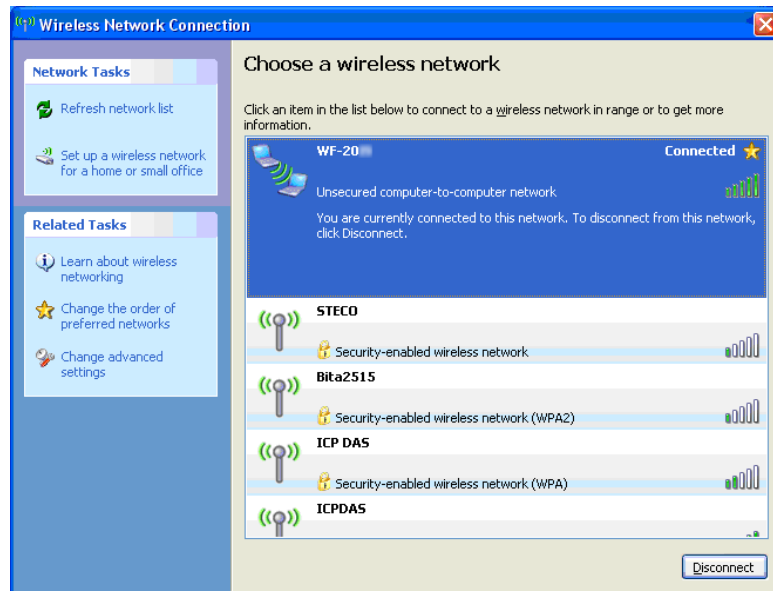 Wireless Network Connection
Network Tasks
Refresh network list
Set up a wireless network
for a home or small office
Related Tasks
Learn about wireless
networking
Change the order of
preferred networks
Change advanced
settings
Choose a wireless network
Click an item in the list below to connect to a wireless network in range or to get more
information.
WF-20
Connected
Unsecured computer-to-computer network
You are currently connected to this network. To disconnect from this network,
click Disconnect.
STECO
Security-enabled wireless network
Bita2515
Security-enabled wireless network (WPA2)
ICP DAS
Security-enabled wireless network (WPA)
ICPDAS
Disconnect